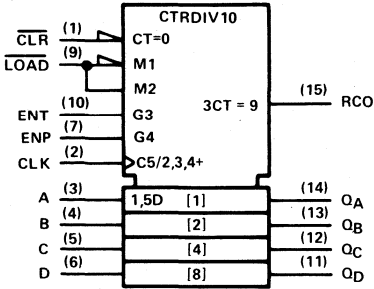 CTRDIV10
CLR (1) CT=0
LOAD (9) M1
M2
3CT = 9 (15) RCO
ENT (10) G3
ENP (7) G4
CLK (2) C5/2,3,4+
A (3) 1,5D [1] (14) QA
B (4) [2] (13) QB
C (5) [4] (12) QC
D (6) [8] (11) QD